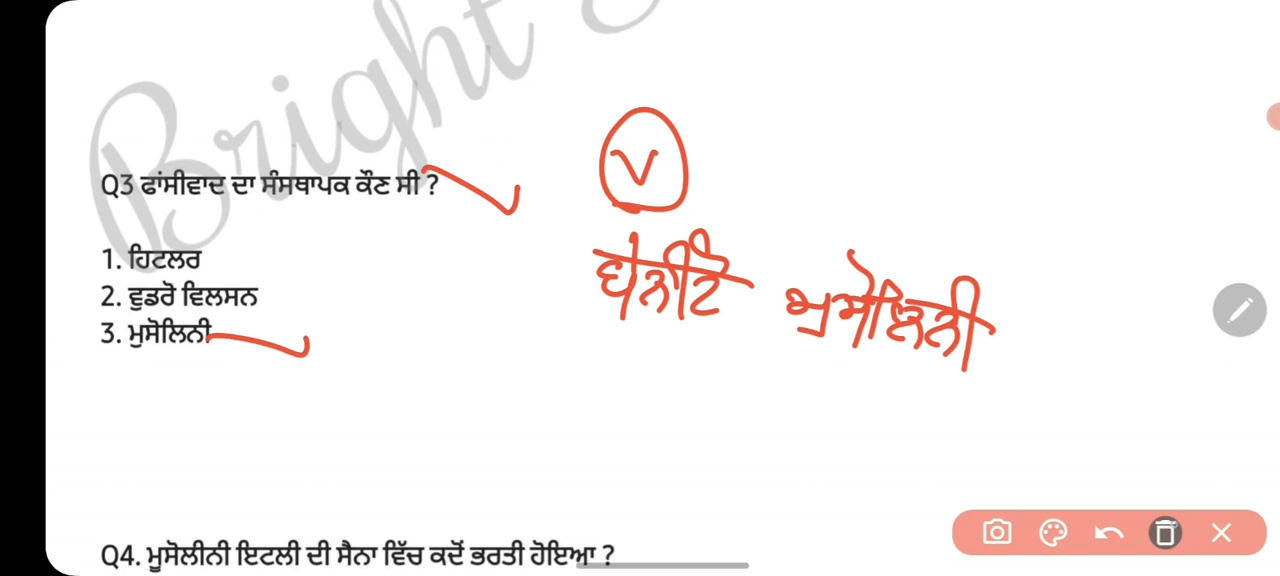 Bright
Q3 ਫਾਂਸੀਵਾਦ ਦਾ ਸੰਸਥਾਪਕ ਕੌਣ ਸੀ ?
V
1. ਹਿਟਲਰ
2. ਵੁਡਰੋ ਵਿਲਸਨ
3. ਮੁਸੋਲਿਨੀ
ਮੁਸੋਲਿਨੀ
Q4. ਮੂਸੋਲੀਨੀ ਇਟਲੀ ਦੀ ਸੈਨਾ ਵਿੱਚ ਕਦੋਂ ਭਰਤੀ ਹੋਇਆ ?